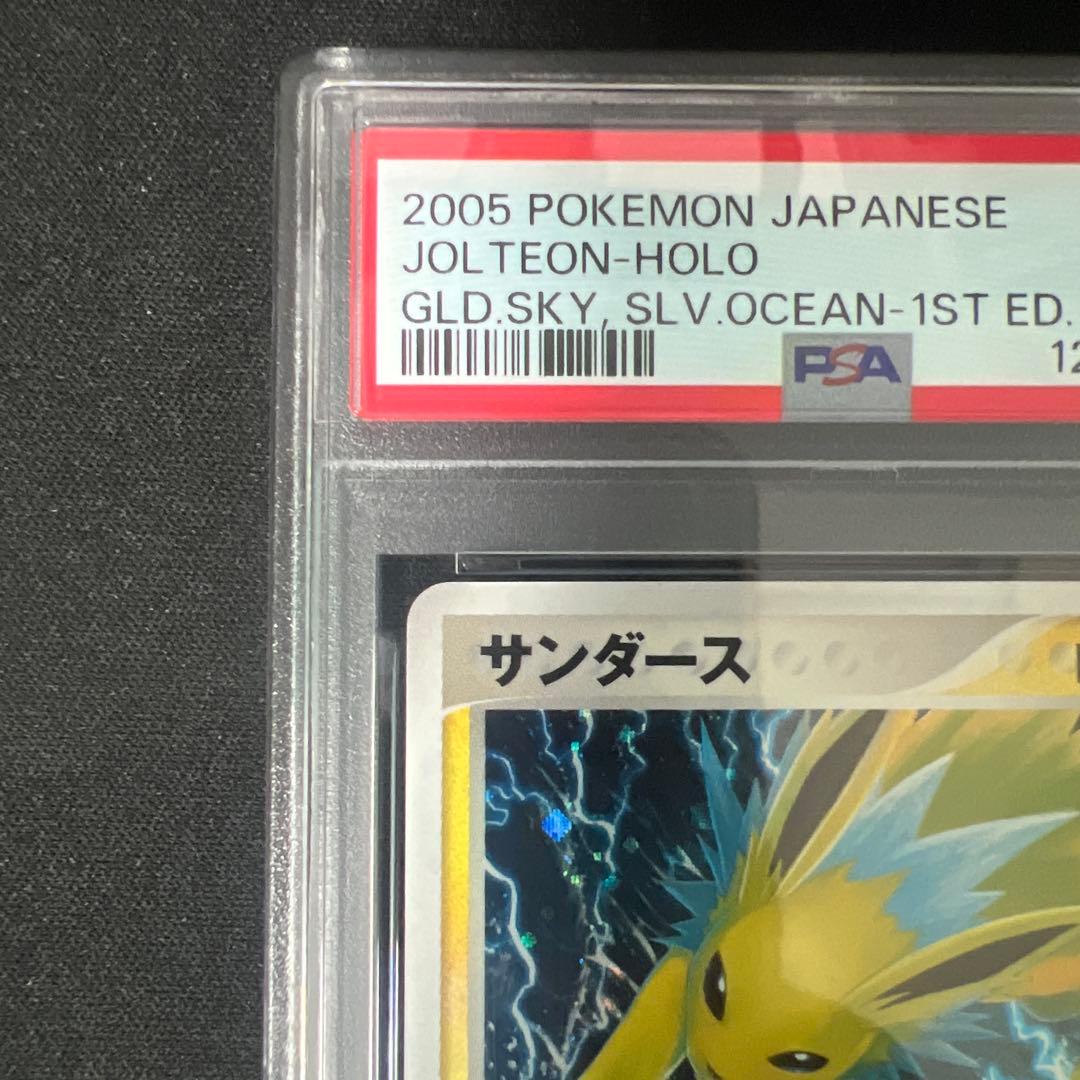 2005 POKEMON JAPANESE
JOLTEON-HOLO
GLD.SKY, SLV.OCEAN-1ST ED.
PSA
サンダース